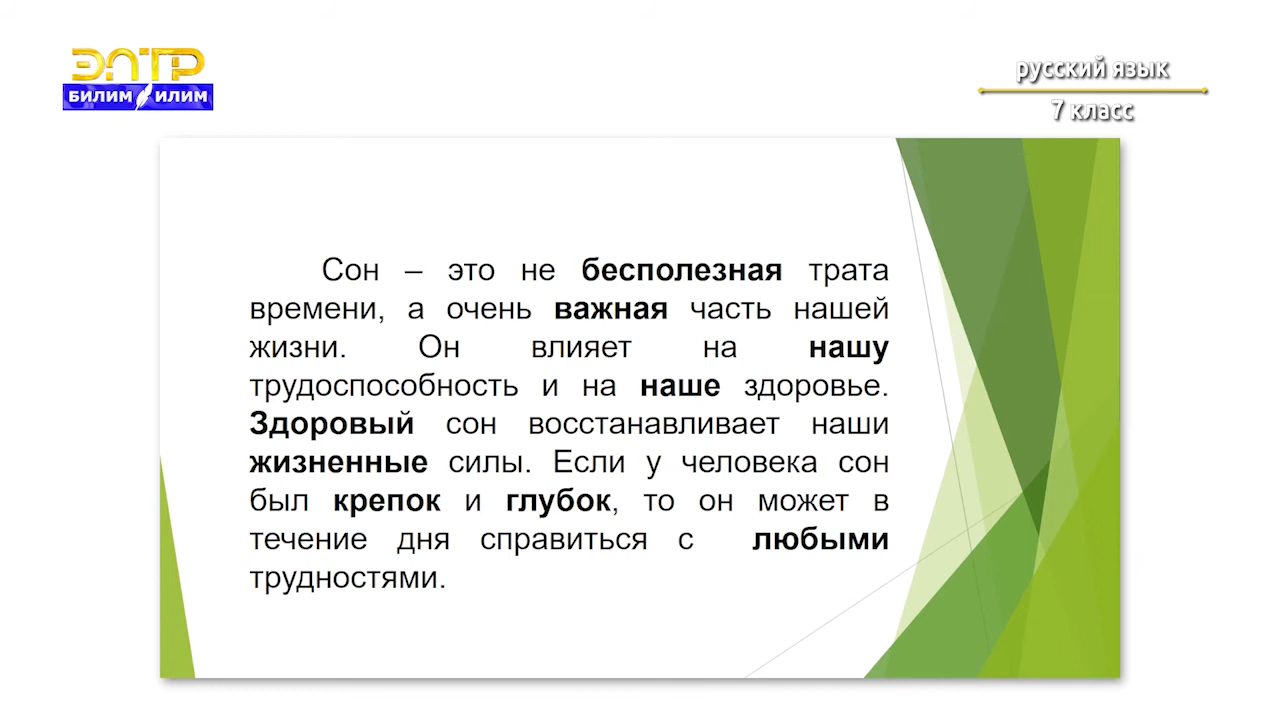 ЭЛТР
БИЛИМ ИЛИМ
русский язык
7 класс
Сон – это не бесполезная трата
времени, а очень важная часть нашей
жизни. Он влияет на нашу
трудоспособность и на наше здоровье.
Здоровый сон восстанавливает наши
жизненные силы. Если у человека сон
был крепок и глубок, то он может в
течение дня справиться с любыми
трудностями.